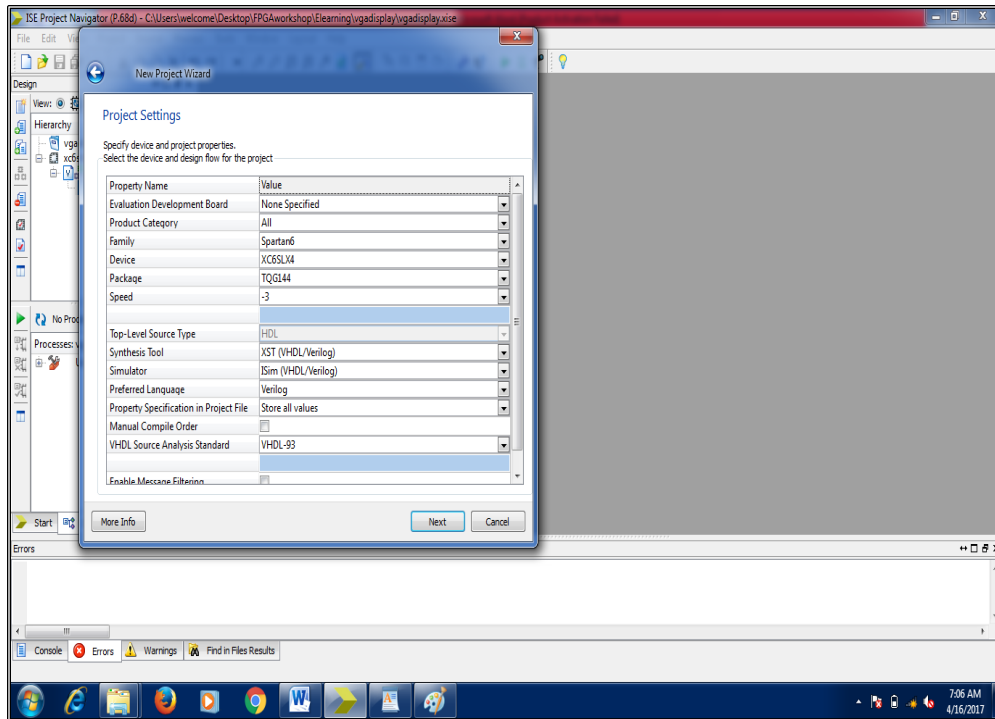 ISE Project Navigator (P.68d) - C:\Users\welcome\Desktop\FPGAworkshop\Elearning\vgadisplay\vgadisplay.xise
File Edit
New Project Wizard
Design
View:
Hierarchy
Project Settings
Specify device and project properties.
Select the device and design flow for the project
Property Name Value
Evaluation Development Board None Specified
Product Category All
Family Spartan6
Device XC6SLX4
Package TQG144
Speed -3
Top-Level Source Type HDL
Synthesis Tool XST (VHDL/Verilog)
Simulator ISim (VHDL/Verilog)
Preferred Language Verilog
Property Specification in Project File Store all values
Manual Compile Order
VHDL Source Analysis Standard VHDL-93
Enable Message Filtering
No
Processes:
More Info Next Cancel
Start
Errors
Console Errors Warnings Find in Files Results
7:06 AM
4/16/2017